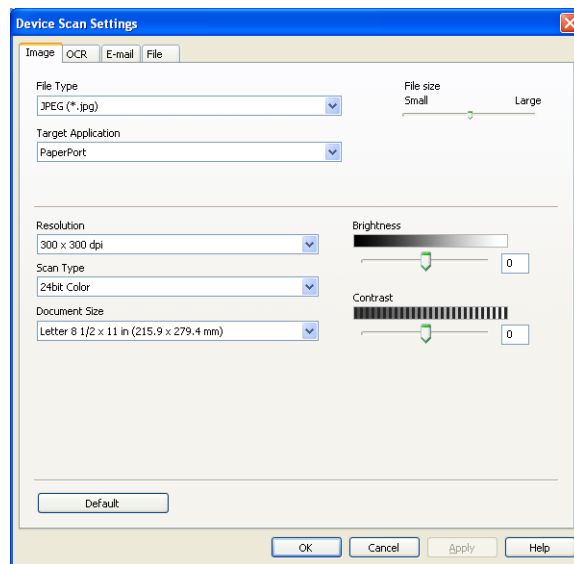 Device Scan Settings
Image OCR E-mail File
File Type
JPEG (*.jpg)
File size
Small Large
Target Application
PaperPort
Resolution
300 x 300 dpi
Brightness
0
Scan Type
24bit Color
Contrast
0
Document Size
Letter 8 1/2 x 11 in (215.9 x 279.4 mm)
Default
OK Cancel Apply Help